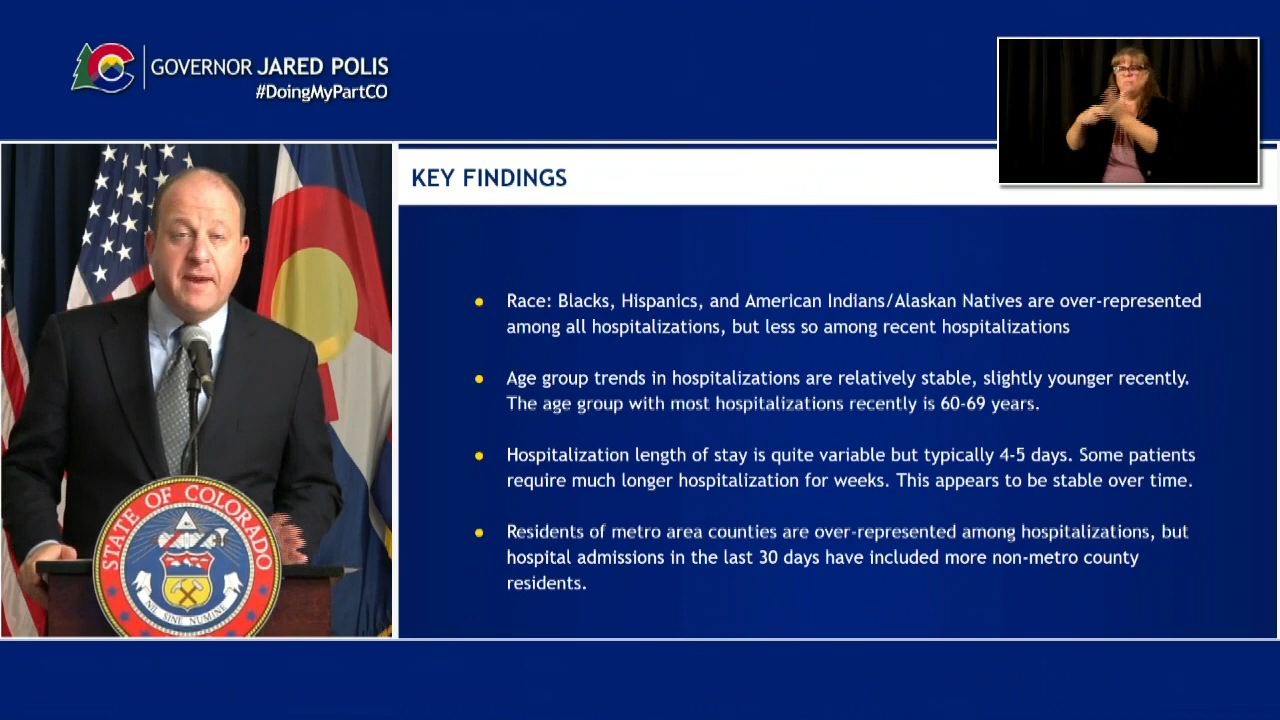 GOVERNOR JARED POLIS
#DoingMyPartCO
KEY FINDINGS
Race: Blacks, Hispanics, and American Indians/Alaskan Natives are over-represented
among all hospitalizations, but less so among recent hospitalizations
Age group trends in hospitalizations are relatively stable, slightly younger recently.
The age group with most hospitalizations recently is 60-69 years.
Hospitalization length of stay is quite variable but typically 4-5 days. Some patients
require much longer hospitalization for weeks. This appears to be stable over time.
Residents of metro area counties are over-represented among hospitalizations, but
hospital admissions in the last 30 days have included more non-metro county
residents.
STATE OF COLORADO
NIL SINE NUMINE